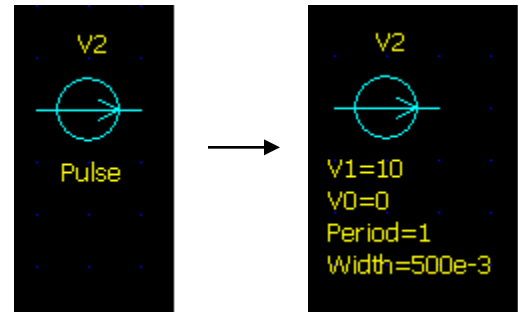 V2
Pulse
V2
V1=10
V0=0
Period=1
Width=500e-3